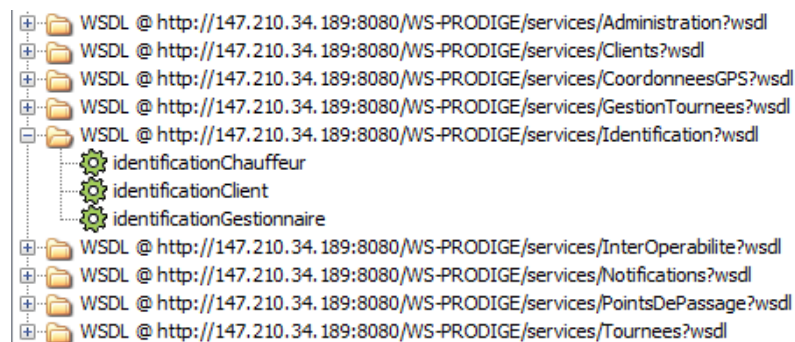 WSDL @ http://147.210.34.189:8080/WS-PRODIGE/services/Administration?wsdl
WSDL @ http://147.210.34.189:8080/WS-PRODIGE/services/Clients?wsdl
WSDL @ http://147.210.34.189:8080/WS-PRODIGE/services/CoordonneesGPS?wsdl
WSDL @ http://147.210.34.189:8080/WS-PRODIGE/services/GestionTournees?wsdl
WSDL @ http://147.210.34.189:8080/WS-PRODIGE/services/Identification?wsdl
identificationChauffeur
identificationClient
identificationGestionnaire
WSDL @ http://147.210.34.189:8080/WS-PRODIGE/services/InterOperabilite?wsdl
WSDL @ http://147.210.34.189:8080/WS-PRODIGE/services/Notifications?wsdl
WSDL @ http://147.210.34.189:8080/WS-PRODIGE/services/PointsDePassage?wsdl
WSDL @ http://147.210.34.189:8080/WS-PRODIGE/services/Tournees?wsdl